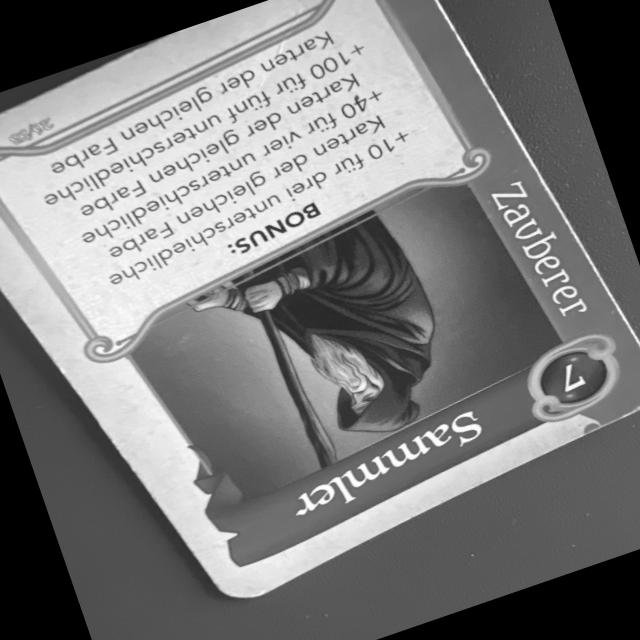 7
Sammler
Zauberer
BONUS:
+10 für drei unterschiedliche
Karten der gleichen Farbe
+40 für vier unterschiedliche
Karten der gleichen Farbe
+100 für fünf unterschiedliche
Karten der gleichen Farbe